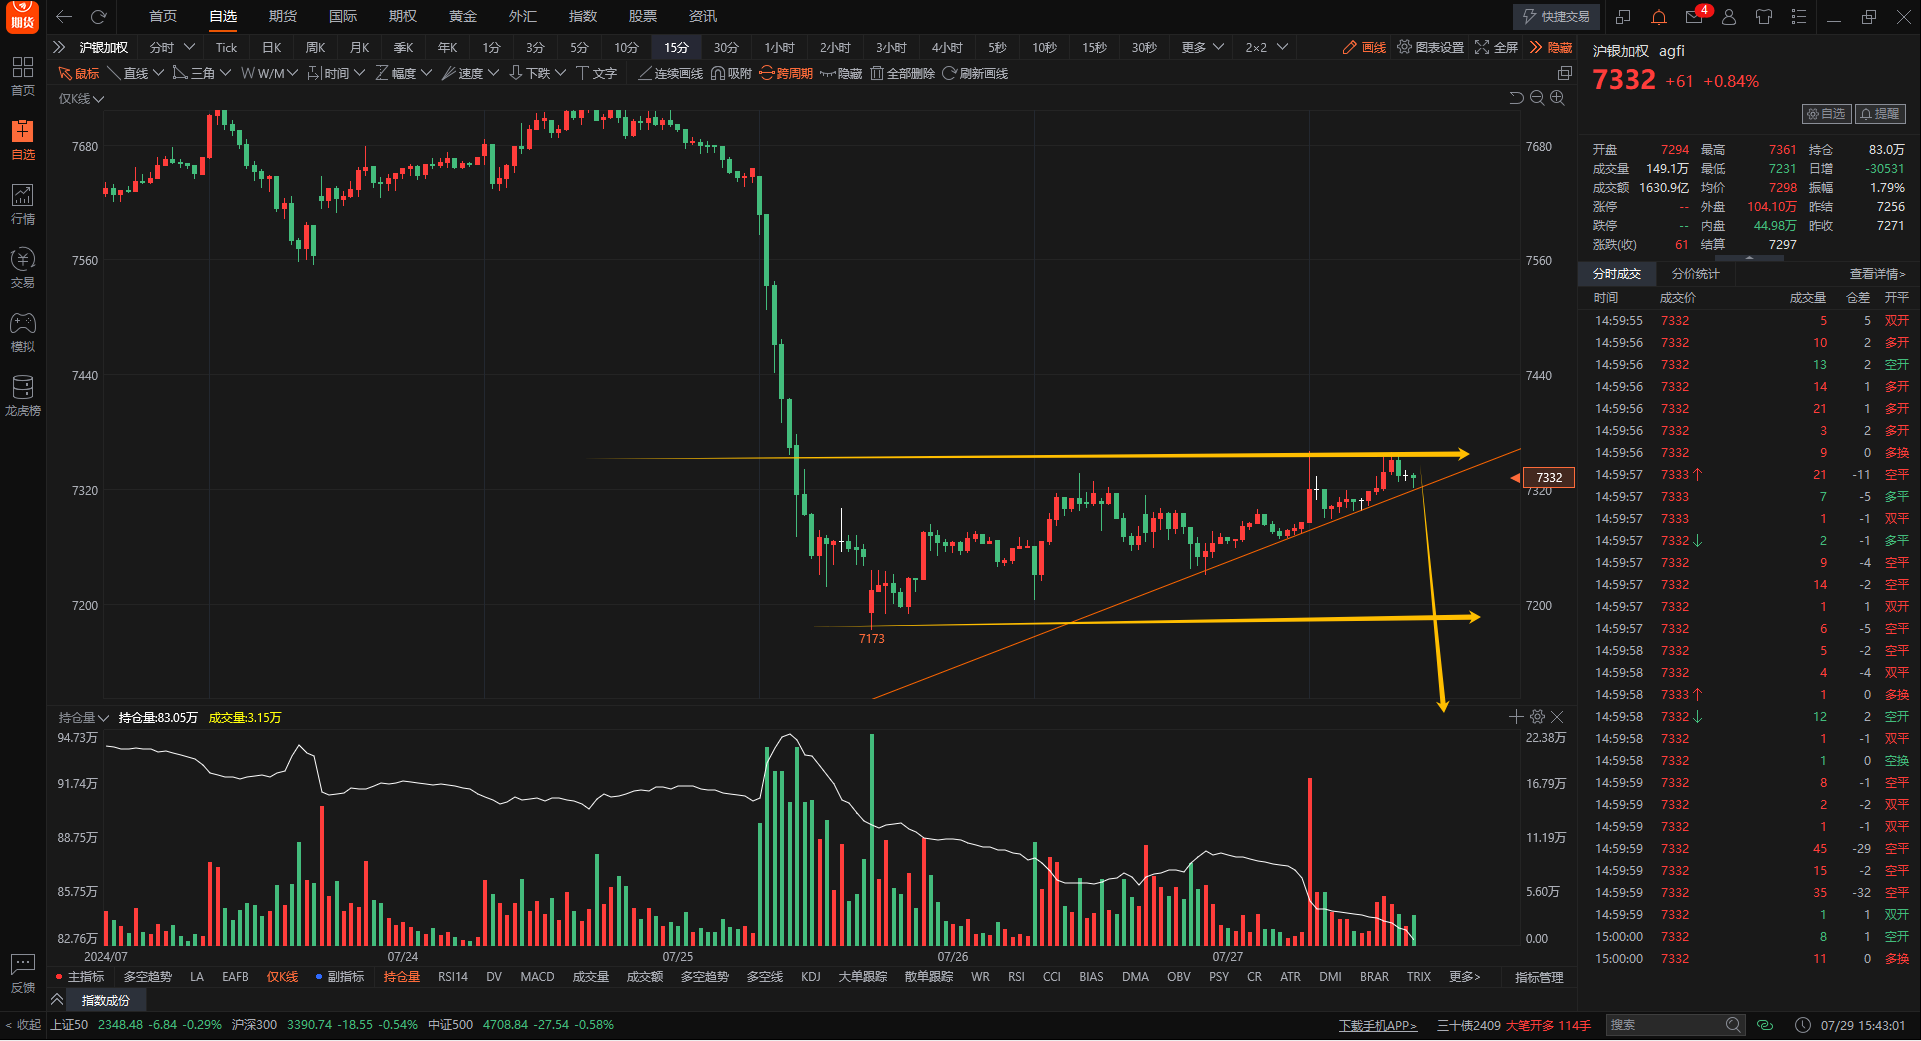 期货
首页 自选 期货 国际 期权 黄金 外汇 指数 股票 资讯
快捷交易 4
沪银加权 分时 Tick 日K 周K 月K 季K 年K 1分 3分 5分 10分 15分 30分 1小时 2小时 3小时 4小时 5秒 10秒 15秒 30秒 更多 2×2 画线 图表设置 全屏 隐藏
鼠标 直线 三角 W/M 时间 幅度 速度 下跌 文字 连续画线 吸附 跨周期 隐藏 全部删除 刷新画线
首页
自选
行情
交易
模拟
龙虎榜
反馈
< 收起
仅K线
7680 7680
7560 7560
7440 7440
7320 7320
7200 7200
7332
7173
持仓量 持仓量:83.05万 成交量:3.15万
94.73万 22.38万
91.74万 16.79万
88.75万 11.19万
85.75万 5.60万
82.76万 0.00
2024/07 07/24 07/25 07/26 07/27
主指标 多空趋势 LA EAFB 仅K线 副指标 持仓量 RSI14 DV MACD 成交量 成交额 多空趋势 多空线 KDJ 大单跟踪 散单跟踪 WR RSI CCI BIAS DMA OBV PSY CR ATR DMI BRAR TRIX 更多> 指标管理
指数成份
沪银加权 agfi
7332 +61 +0.84%
自选 提醒
开盘 7294 最高 7361 持仓 83.0万
成交量 149.1万 最低 7231 日增 -30531
成交额 1630.9亿 均价 7298 振幅 1.79%
涨停 -- 外盘 104.10万 昨结 7256
跌停 -- 内盘 44.98万 昨收 7271
涨跌(收) 61 结算 7297
分时成交 分价统计 查看详情>
时间 成交价 成交量 仓差 开平
14:59:55 7332 5 5 双开
14:59:56 7332 10 2 多开
14:59:56 7332 13 2 空开
14:59:56 7332 14 1 多开
14:59:56 7332 21 1 多开
14:59:56 7332 3 2 多开
14:59:56 7332 9 0 多换
14:59:57 7333 ↑ 21 -11 空平
14:59:57 7333 7 -5 多平
14:59:57 7333 1 -1 双平
14:59:57 7332 ↓ 2 -1 多平
14:59:57 7332 9 -4 空平
14:59:57 7332 14 -2 空平
14:59:57 7332 1 1 双开
14:59:57 7332 6 -5 空平
14:59:58 7332 5 -2 空平
14:59:58 7332 4 -4 双平
14:59:58 7333 ↑ 1 0 多换
14:59:58 7332 ↓ 12 2 空开
14:59:58 7332 1 -1 双平
14:59:58 7332 1 0 空换
14:59:59 7332 8 -1 空平
14:59:59 7332 2 -2 双平
14:59:59 7332 1 -1 双平
14:59:59 7332 45 -29 空平
14:59:59 7332 15 -2 空平
14:59:59 7332 35 -32 空平
14:59:59 7332 1 1 双开
15:00:00 7332 8 1 空开
15:00:00 7332 11 0 多换
上证50 2348.48 -6.84 -0.29% 沪深300 3390.74 -18.55 -0.54% 中证500 4708.84 -27.54 -0.58% 下载手机APP> 三十债2409 大笔开多 114手 搜索 07/29 15:43:01